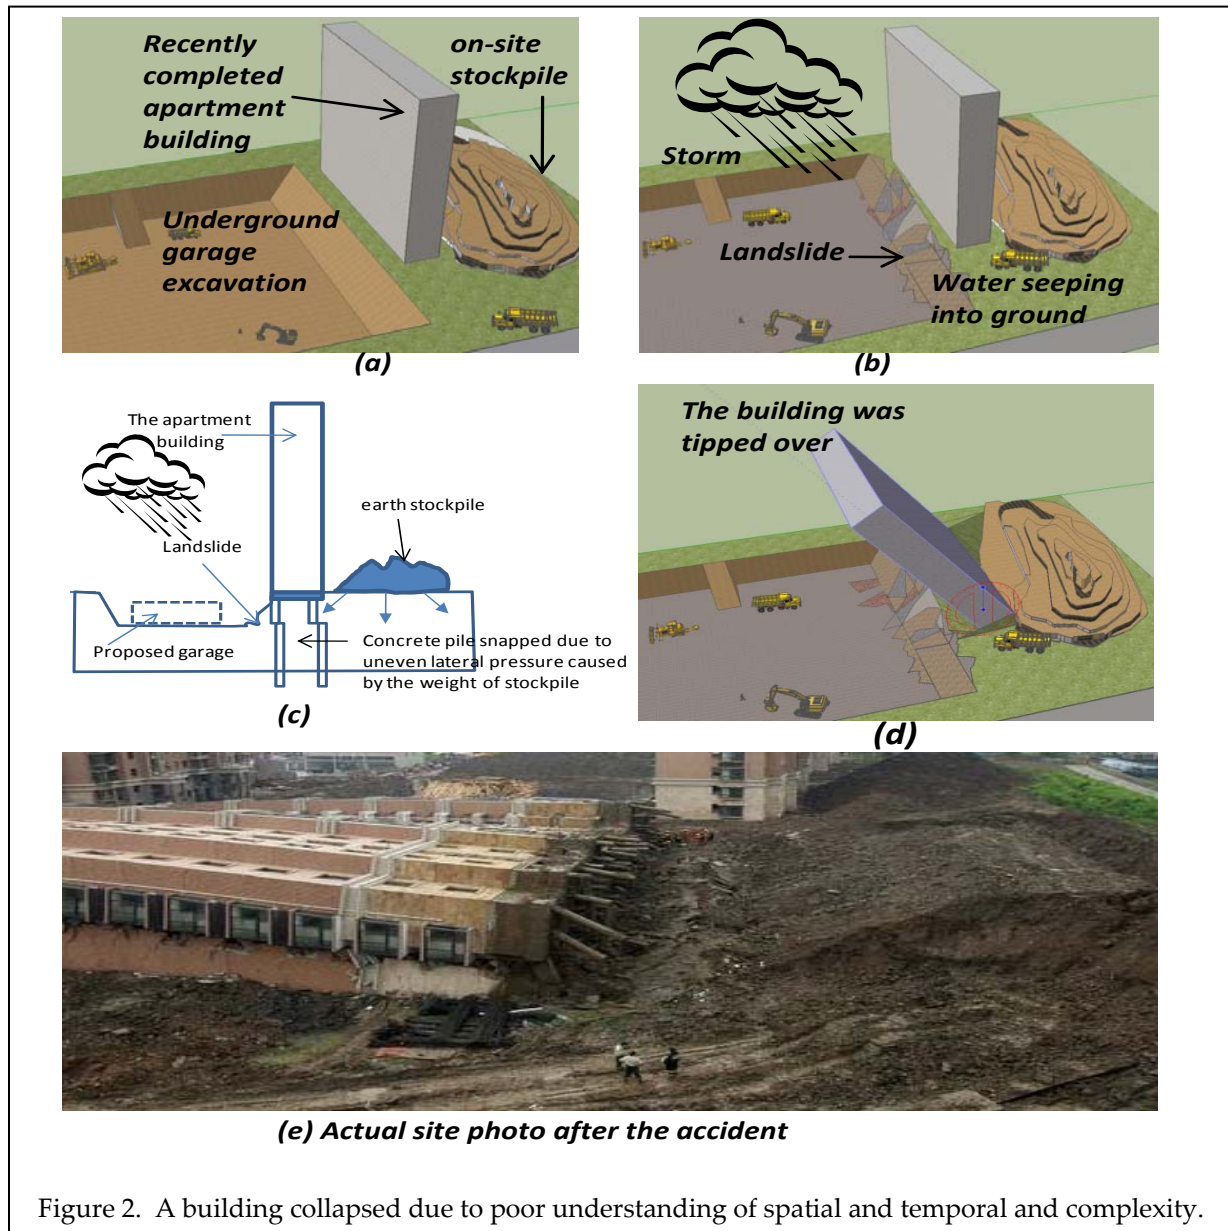 Recently
completed
apartment
building
on-site
stockpile
Underground
garage
excavation
(a)
Storm
Landslide
Water seeping
into ground
(b)
The apartment
building
earth stockpile
Landslide
Proposed garage
Concrete pile snapped due to
uneven lateral pressure caused
by the weight of stockpile
(c)
The building was
tipped over
(d)
(e) Actual site photo after the accident
Figure 2. A building collapsed due to poor understanding of spatial and temporal and complexity.